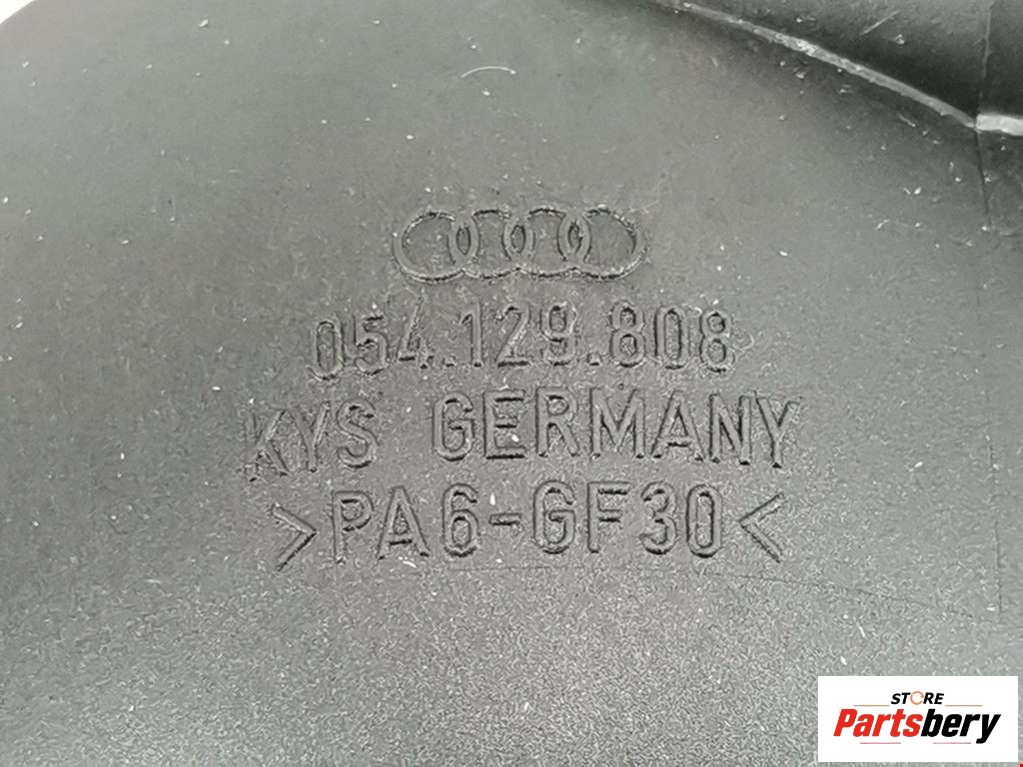 054.129.808
KYS GERMANY
>PA6-GF30<
STORE
Partsbery